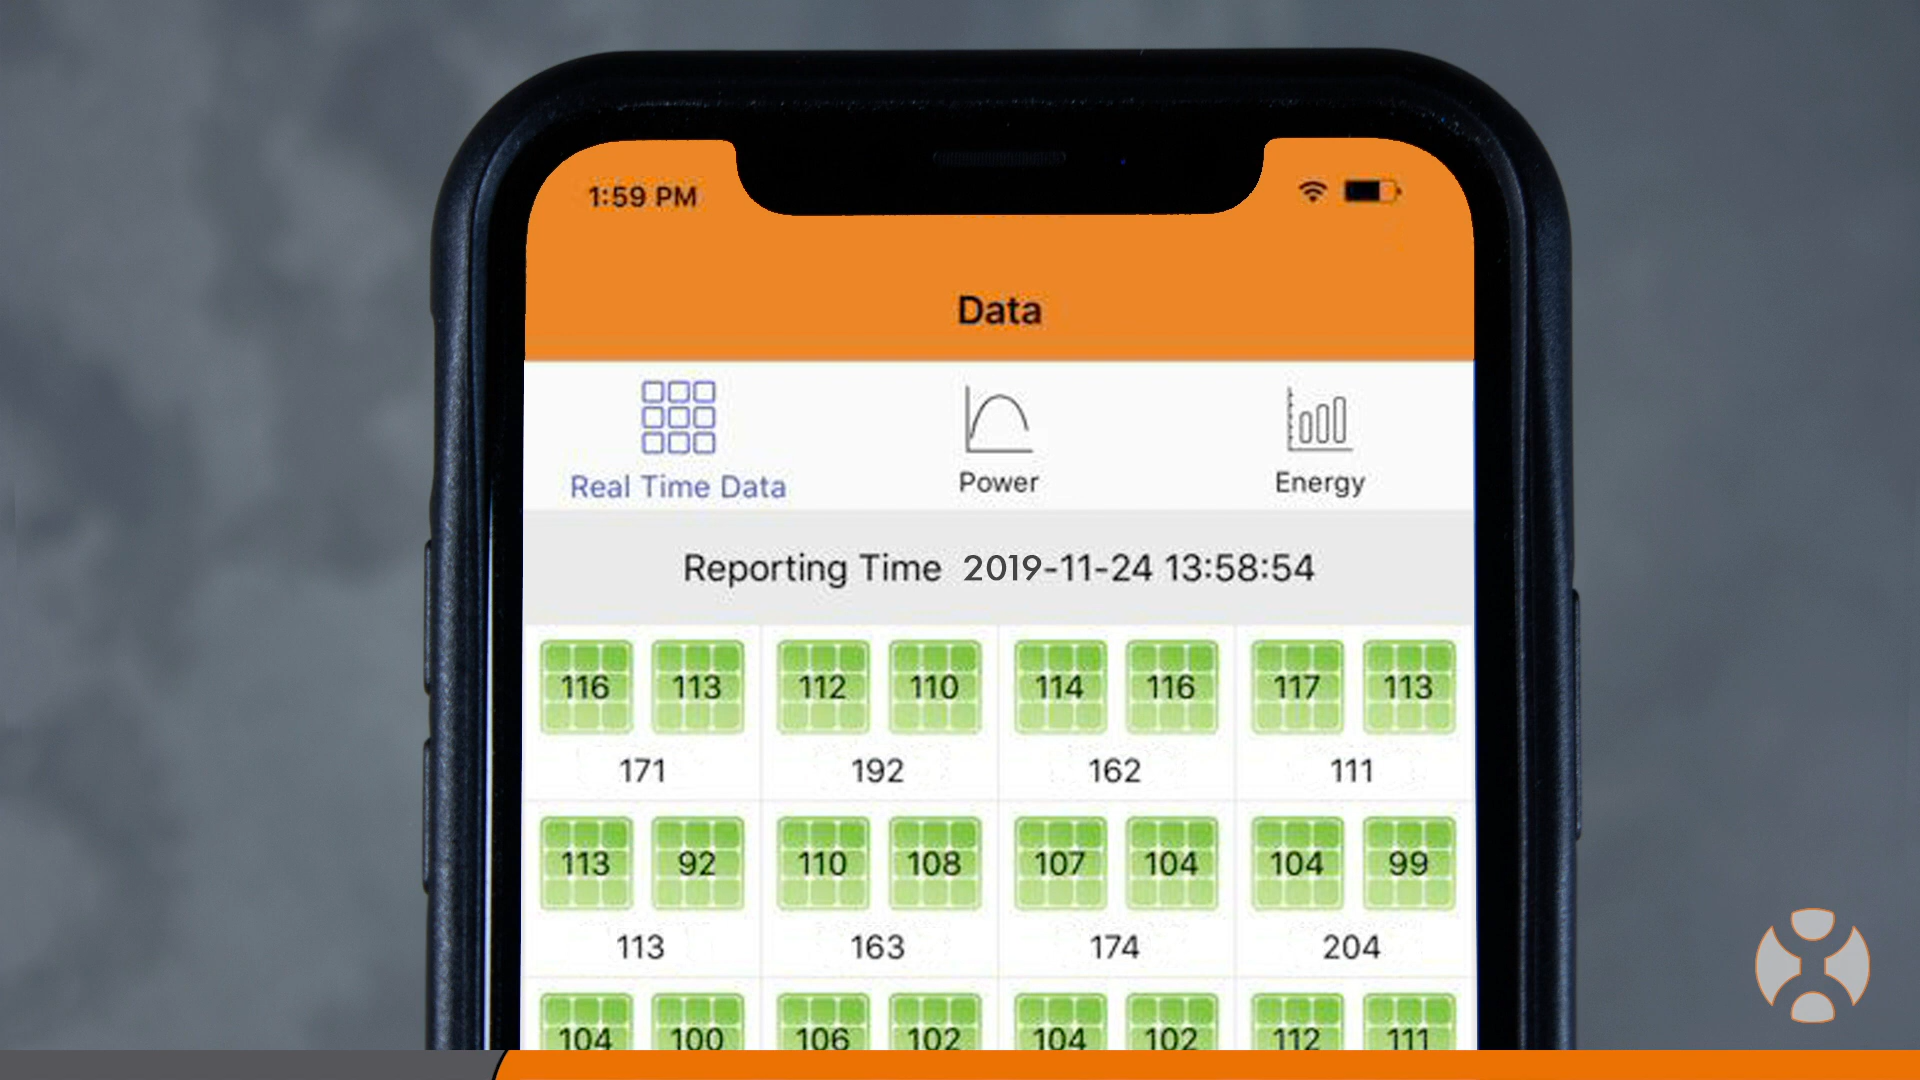 1:59 PM
Data
Real Time Data Power Energy
Reporting Time 2019-11-24 13:58:54
116 113 112 110 114 116 117 113
171 192 162 111
113 92 110 108 107 104 104 99
113 163 174 204
104 100 106 102 104 102 112 111